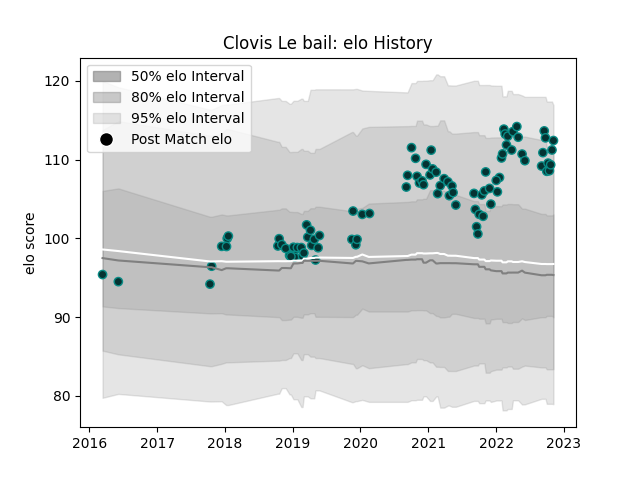 Clovis Le bail: elo History
50% elo Interval
80% elo Interval
95% elo Interval
Post Match elo
elo score
120
110
100
90
80
2016 2017 2018 2019 2020 2021 2022 2023